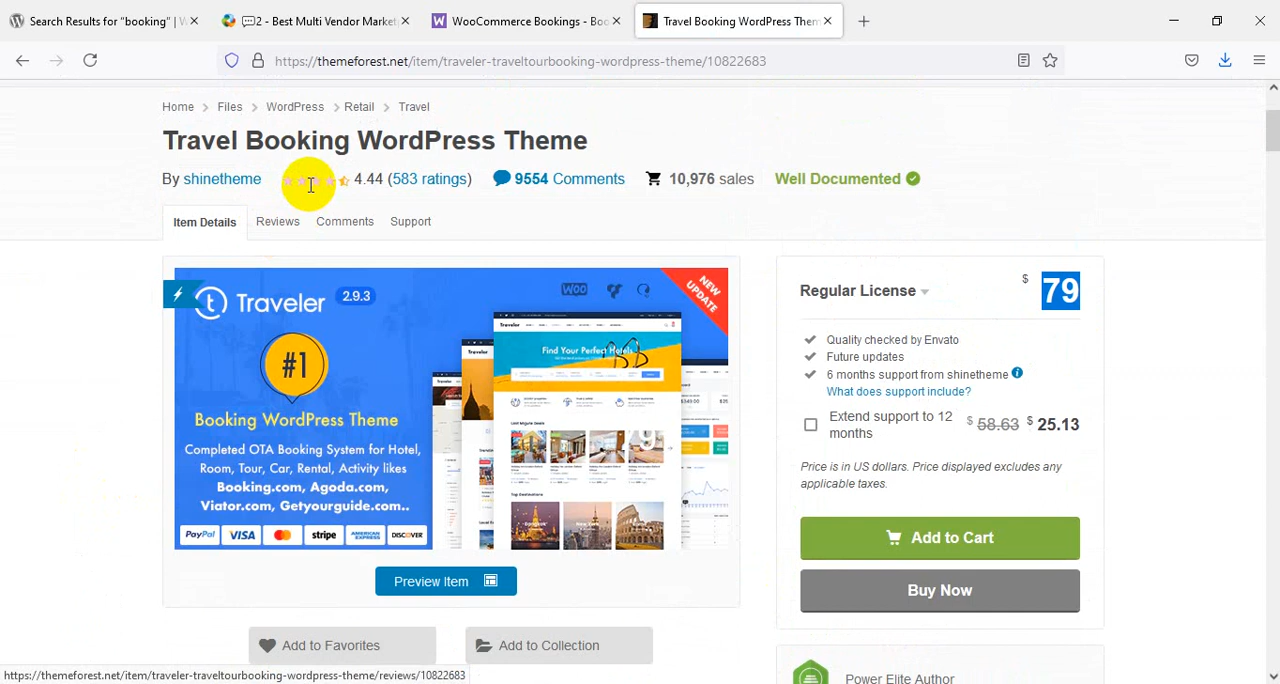 Search Results for "booking" | W
2 - Best Multi Vendor Market
WooCommerce Bookings - Boo
Travel Booking WordPress Them
https://themeforest.net/item/traveler-traveltourbooking-wordpress-theme/10822683
Home > Files > WordPress > Retail > Travel
Travel Booking WordPress Theme
By shinetheme 4.44 (583 ratings) 9554 Comments 10,976 sales Well Documented
Item Details Reviews Comments Support
Traveler 2.9.3
WOO
NEW UPDATE
#1
Booking WordPress Theme
Completed OTA Booking System for Hotel,
Room, Tour, Car, Rental, Activity likes
Booking.com, Agoda.com,
Viator.com, Getyourguide.com..
PayPal VISA stripe AMERICAN EXPRESS DISCOVER
Traveler
Find Your Perfect Hotels
Top Destinations
Preview Item
Add to Favorites
Add to Collection
Regular License $ 79
Quality checked by Envato
Future updates
6 months support from shinetheme
What does support include?
Extend support to 12 months $ 58.63 $ 25.13
Price is in US dollars. Price displayed excludes any
applicable taxes.
Add to Cart
Buy Now
Power Elite Author
https://themeforest.net/item/traveler-traveltourbooking-wordpress-theme/reviews/10822683